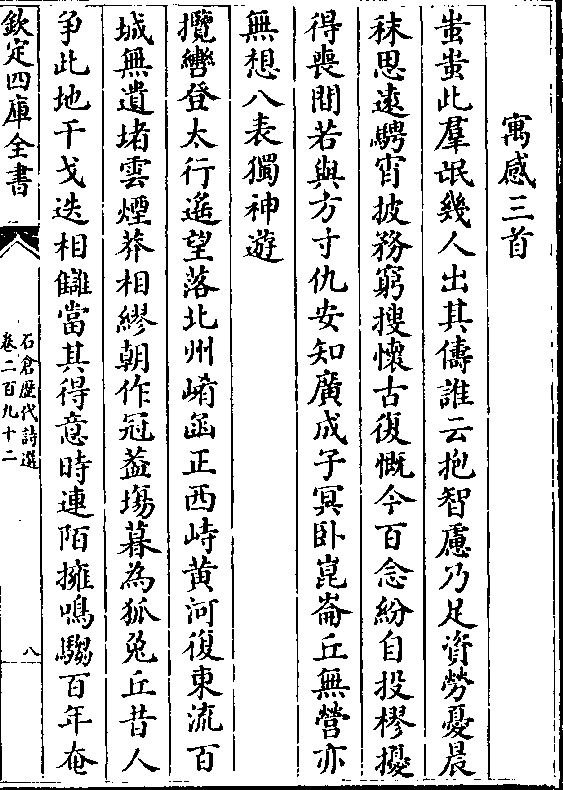 寓感三首
蚩蚩此羣氓幾人出其儔誰云抱智慮乃足資勞憂晨
秣思遠騁宵披務窮搜懷古復慨今百念紛自投樛擾
得喪間若與方寸仇安知廣成子冥卧崑崙丘無營亦
無想八表獨神遊
攬轡登太行遙望落北州崤函正西峙黄河復東流百
城無遺堵雲煙莽相繆朝作冠葢塲暮為狐兎丘昔人
争此地干戈迭相讎當其得意時連陌擁鳴騶百年奄
欽定四庫全書
石倉歷代詩選
卷二百九十二
八